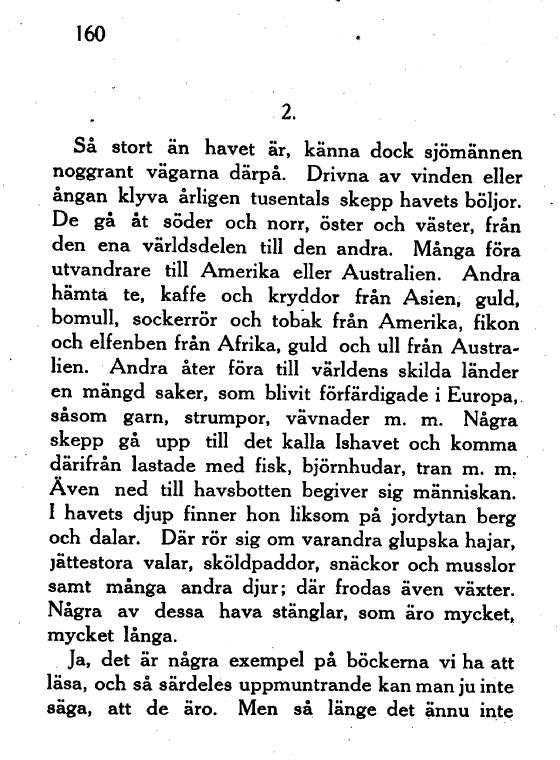 160
2.
Så stort än havet är, känna dock sjömännen
noggrant vägarna därpå. Drivna av vinden eller
ångan klyva årligen tusentals skepp havets böljor.
De gå åt söder och norr, öster och väster, från
den ena världsdelen till den andra. Många föra
utvandrare till Amerika eller Australien. Andra
hämta te, kaffe och kryddor från Asien, guld,
bomull, sockerrör och tobak från Amerika, fikon
och elfenben från Afrika, guld och ull från Austra-
lien. Andra åter föra till världens skilda länder
en mängd saker, som blivit förfärdigade i Europa,
såsom garn, strumpor, vävnader m. m. Några
skepp gå upp till det kalla Ishavet och komma
därifrån lastade med fisk, björnhudar, tran m. m.
Även ned till havsbotten begiver sig människan.
I havets djup finner hon liksom på jordytan berg
och dalar. Där rör sig om varandra glupska hajar,
jättestora valar, sköldpaddor, snäckor och musslor
samt många andra djur; där frodas även växter.
Några av dessa hava stänglar, som äro mycket,
mycket långa.
Ja, det är några exempel på böckerna vi ha att
läsa, och så särdeles uppmuntrande kan man ju inte
säga, att de äro. Men så länge det ännu inte